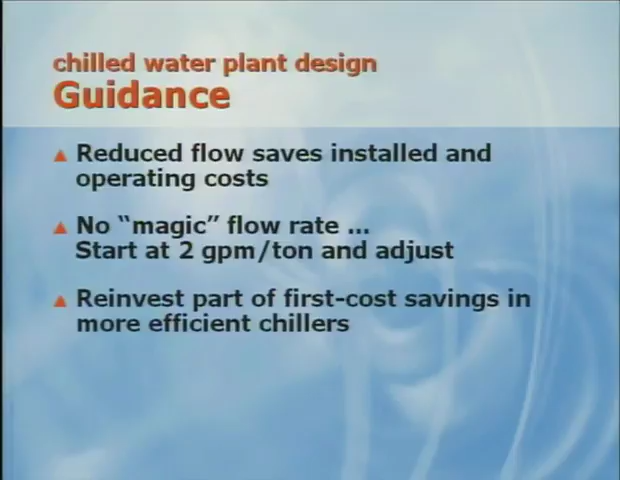 chilled water plant design
Guidance
▲ Reduced flow saves installed and
operating costs
▲ No “magic” flow rate ...
Start at 2 gpm/ton and adjust
▲ Reinvest part of first-cost savings in
more efficient chillers